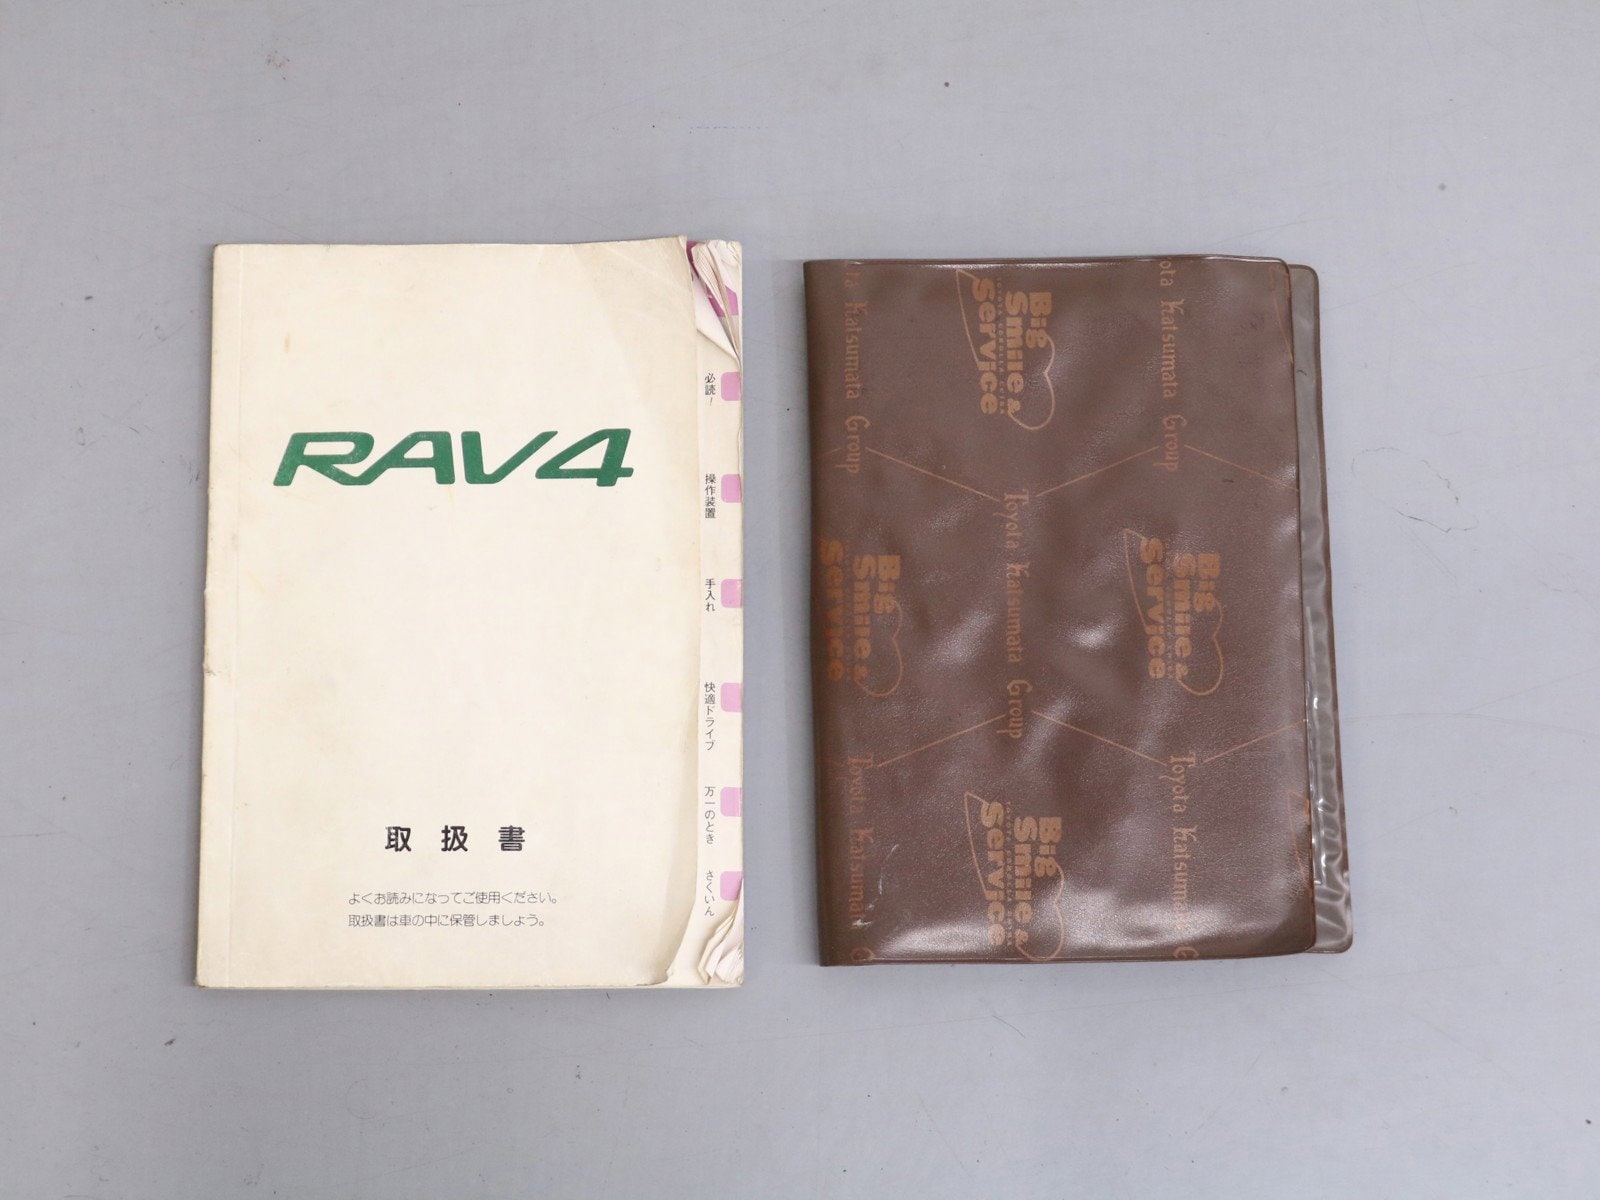 RAV4
取扱書
よくお読みになってご使用ください。
取扱書は車の中に保管しましょう。
必読！
操作装置
手入れ
快適ドライブ
万一のとき
さくいん
Katsumata Group
Big
Smile &
Service
TOYOTA COROLLA CHIBA
ota Katsumata Group
Toyota Katsumata Group
Big
Smile
Service
Big
Smile &
Service
Toyota Katsumata G
Big
Smile &
Service
Toyota Katsumata G